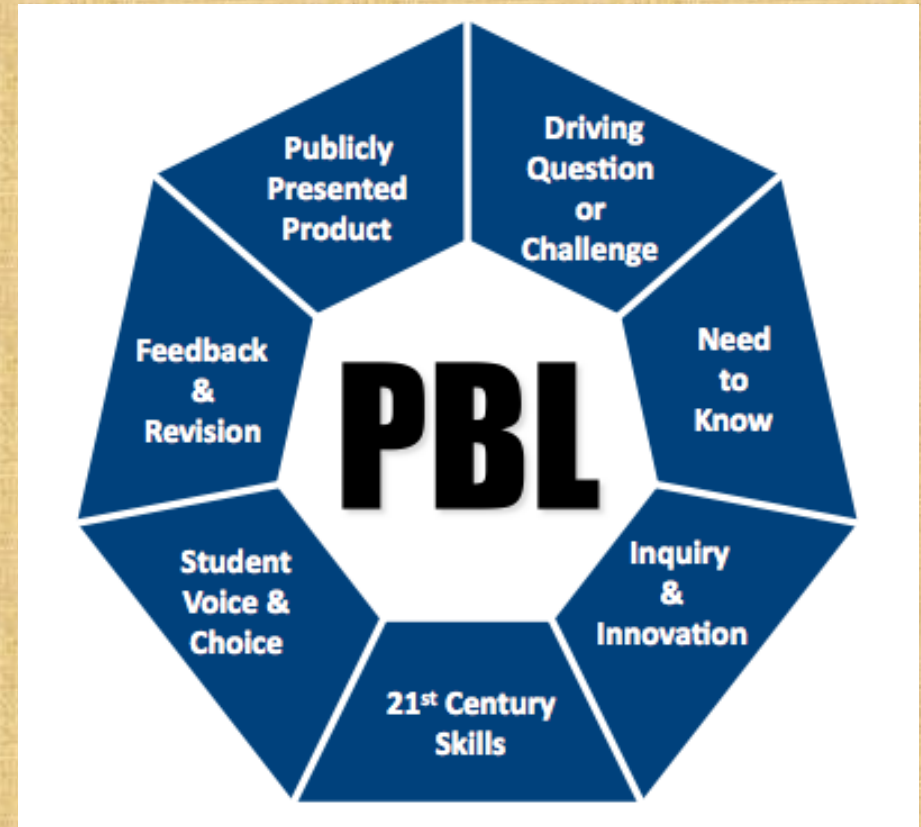 Publicly
Presented
Product
Driving
Question
or
Challenge
Feedback
&
Revision
PBL
Need
to
Know
Student
Voice &
Choice
Inquiry
&
Innovation
21st Century
Skills